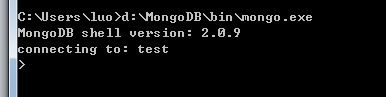 C:\Users\luo>d:\MongoDB\bin\mongo.exe
MongoDB shell version: 2.0.9
connecting to: test
>